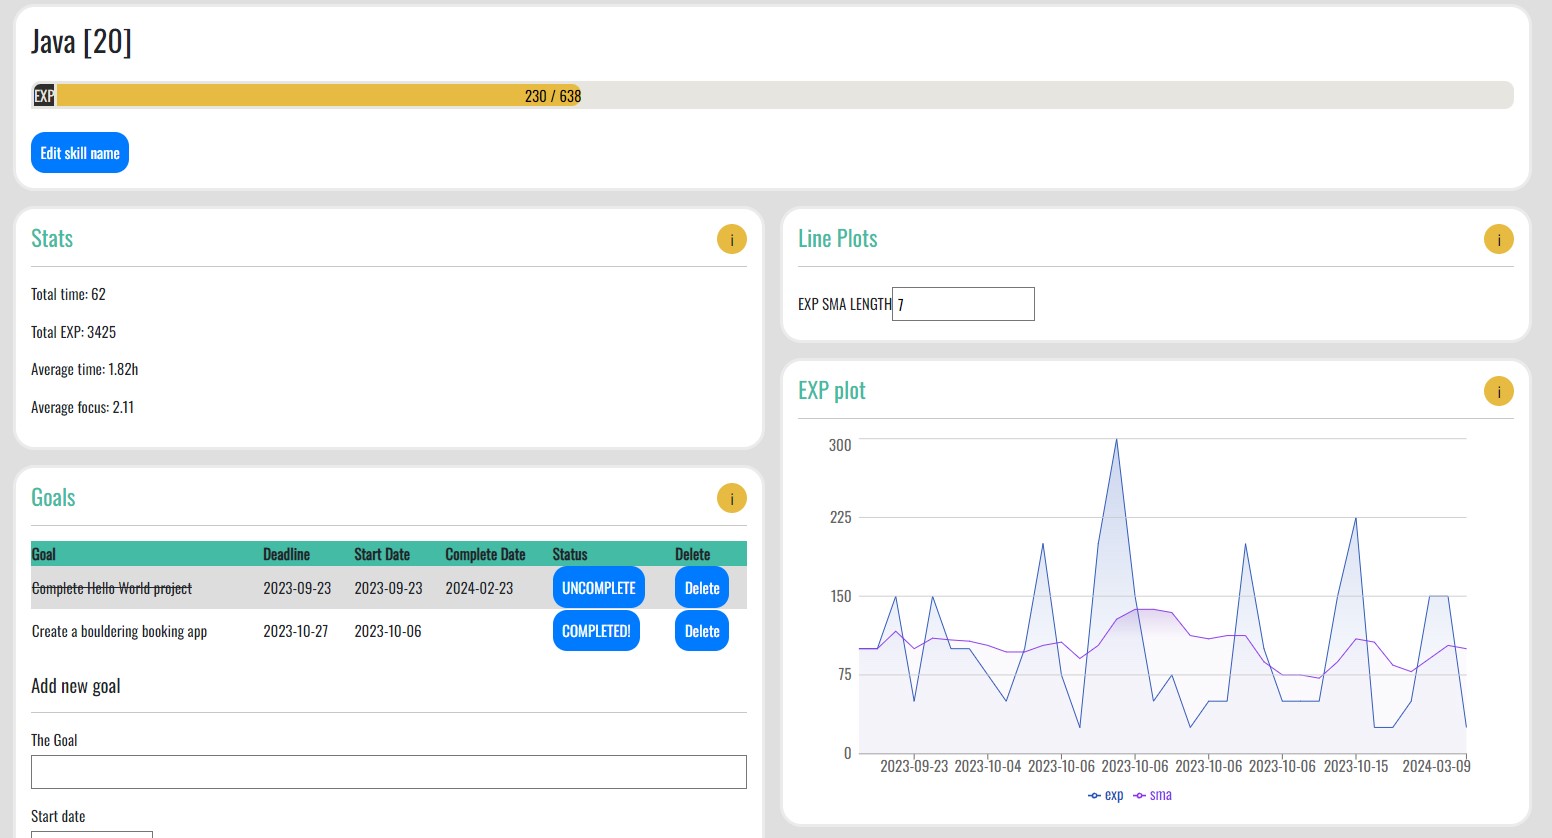 Java [20]
EXP 230 / 638
Edit skill name
Stats i
Total time: 62
Total EXP: 3425
Average time: 1.82h
Average focus: 2.11
Goals i
Goal Deadline Start Date Complete Date Status Delete
Complete Hello World project 2023-09-23 2023-09-23 2024-02-23 UNCOMPLETE Delete
Create a bouldering booking app 2023-10-27 2023-10-06 COMPLETED! Delete
Add new goal
The Goal
Start date
Line Plots i
EXP SMA LENGTH 7
EXP plot i
300
225
150
75
0
2023-09-23 2023-10-04 2023-10-06 2023-10-06 2023-10-06 2023-10-06 2023-10-15 2024-03-09
exp sma